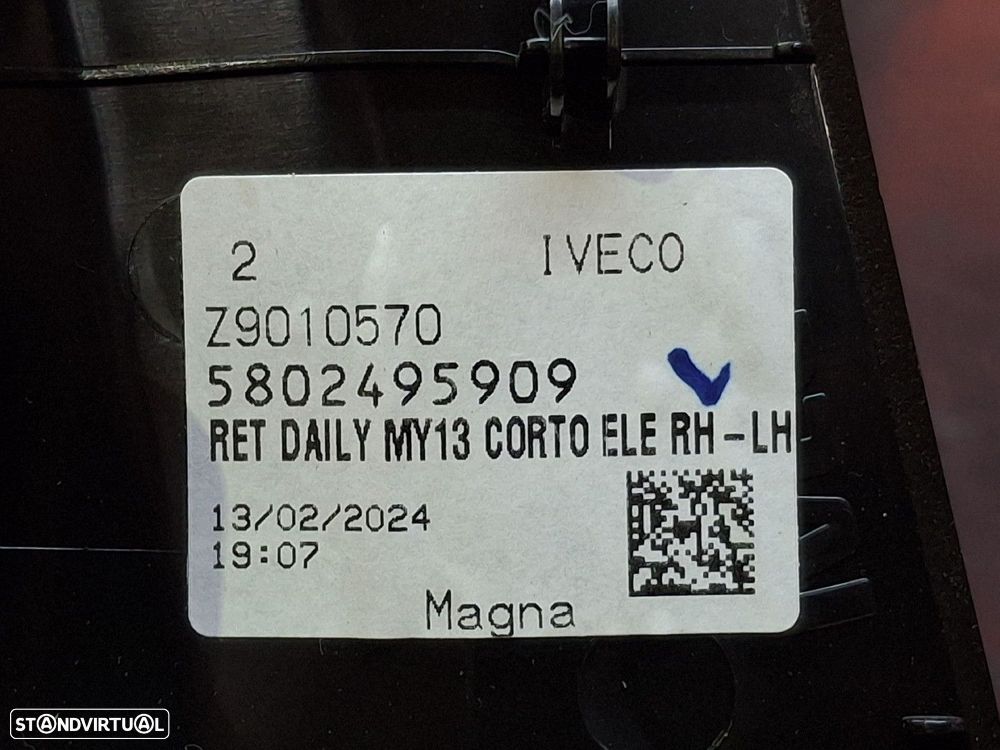 2 IVECO
Z9010570
5802495909
RET DAILY MY13 CORTO ELE RH-LH
13/02/2024
19:07
Magna
STANDVIRTUAL